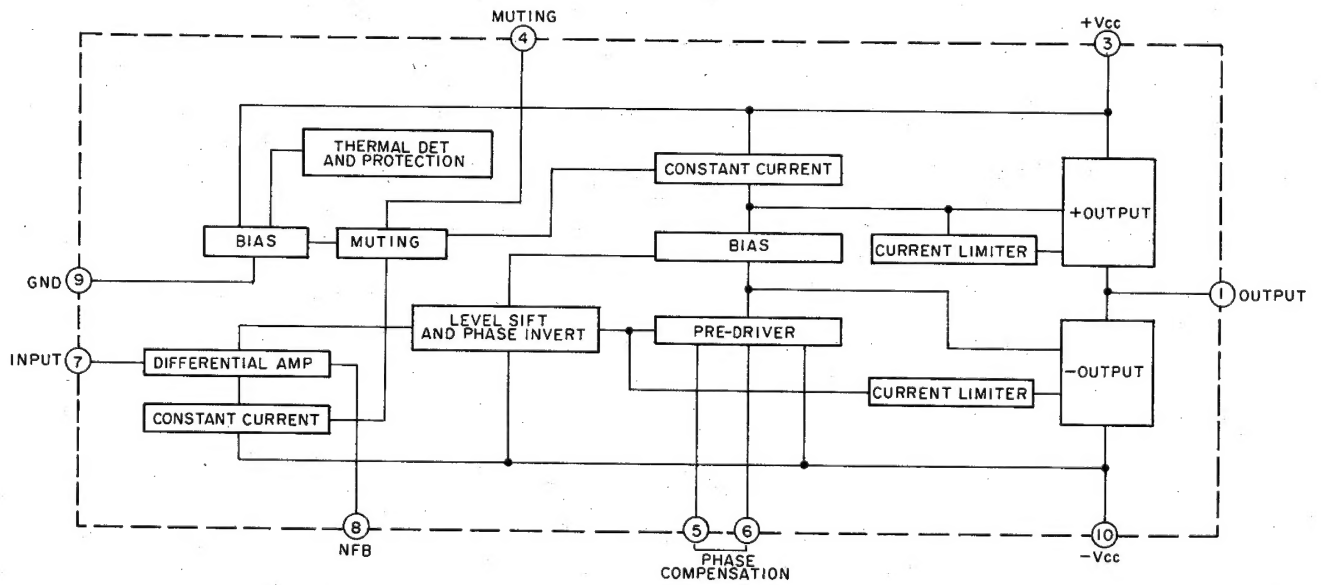 MUTING
4
+Vcc
3
THERMAL DET
AND PROTECTION
CONSTANT CURRENT
+OUTPUT
BIAS
MUTING
BIAS
CURRENT LIMITER
GND 9
1 OUTPUT
LEVEL SIFT
AND PHASE INVERT
PRE-DRIVER
INPUT 7
DIFFERENTIAL AMP
-OUTPUT
CURRENT LIMITER
CONSTANT CURRENT
8
NFB
5 6
PHASE
COMPENSATION
10
-Vcc